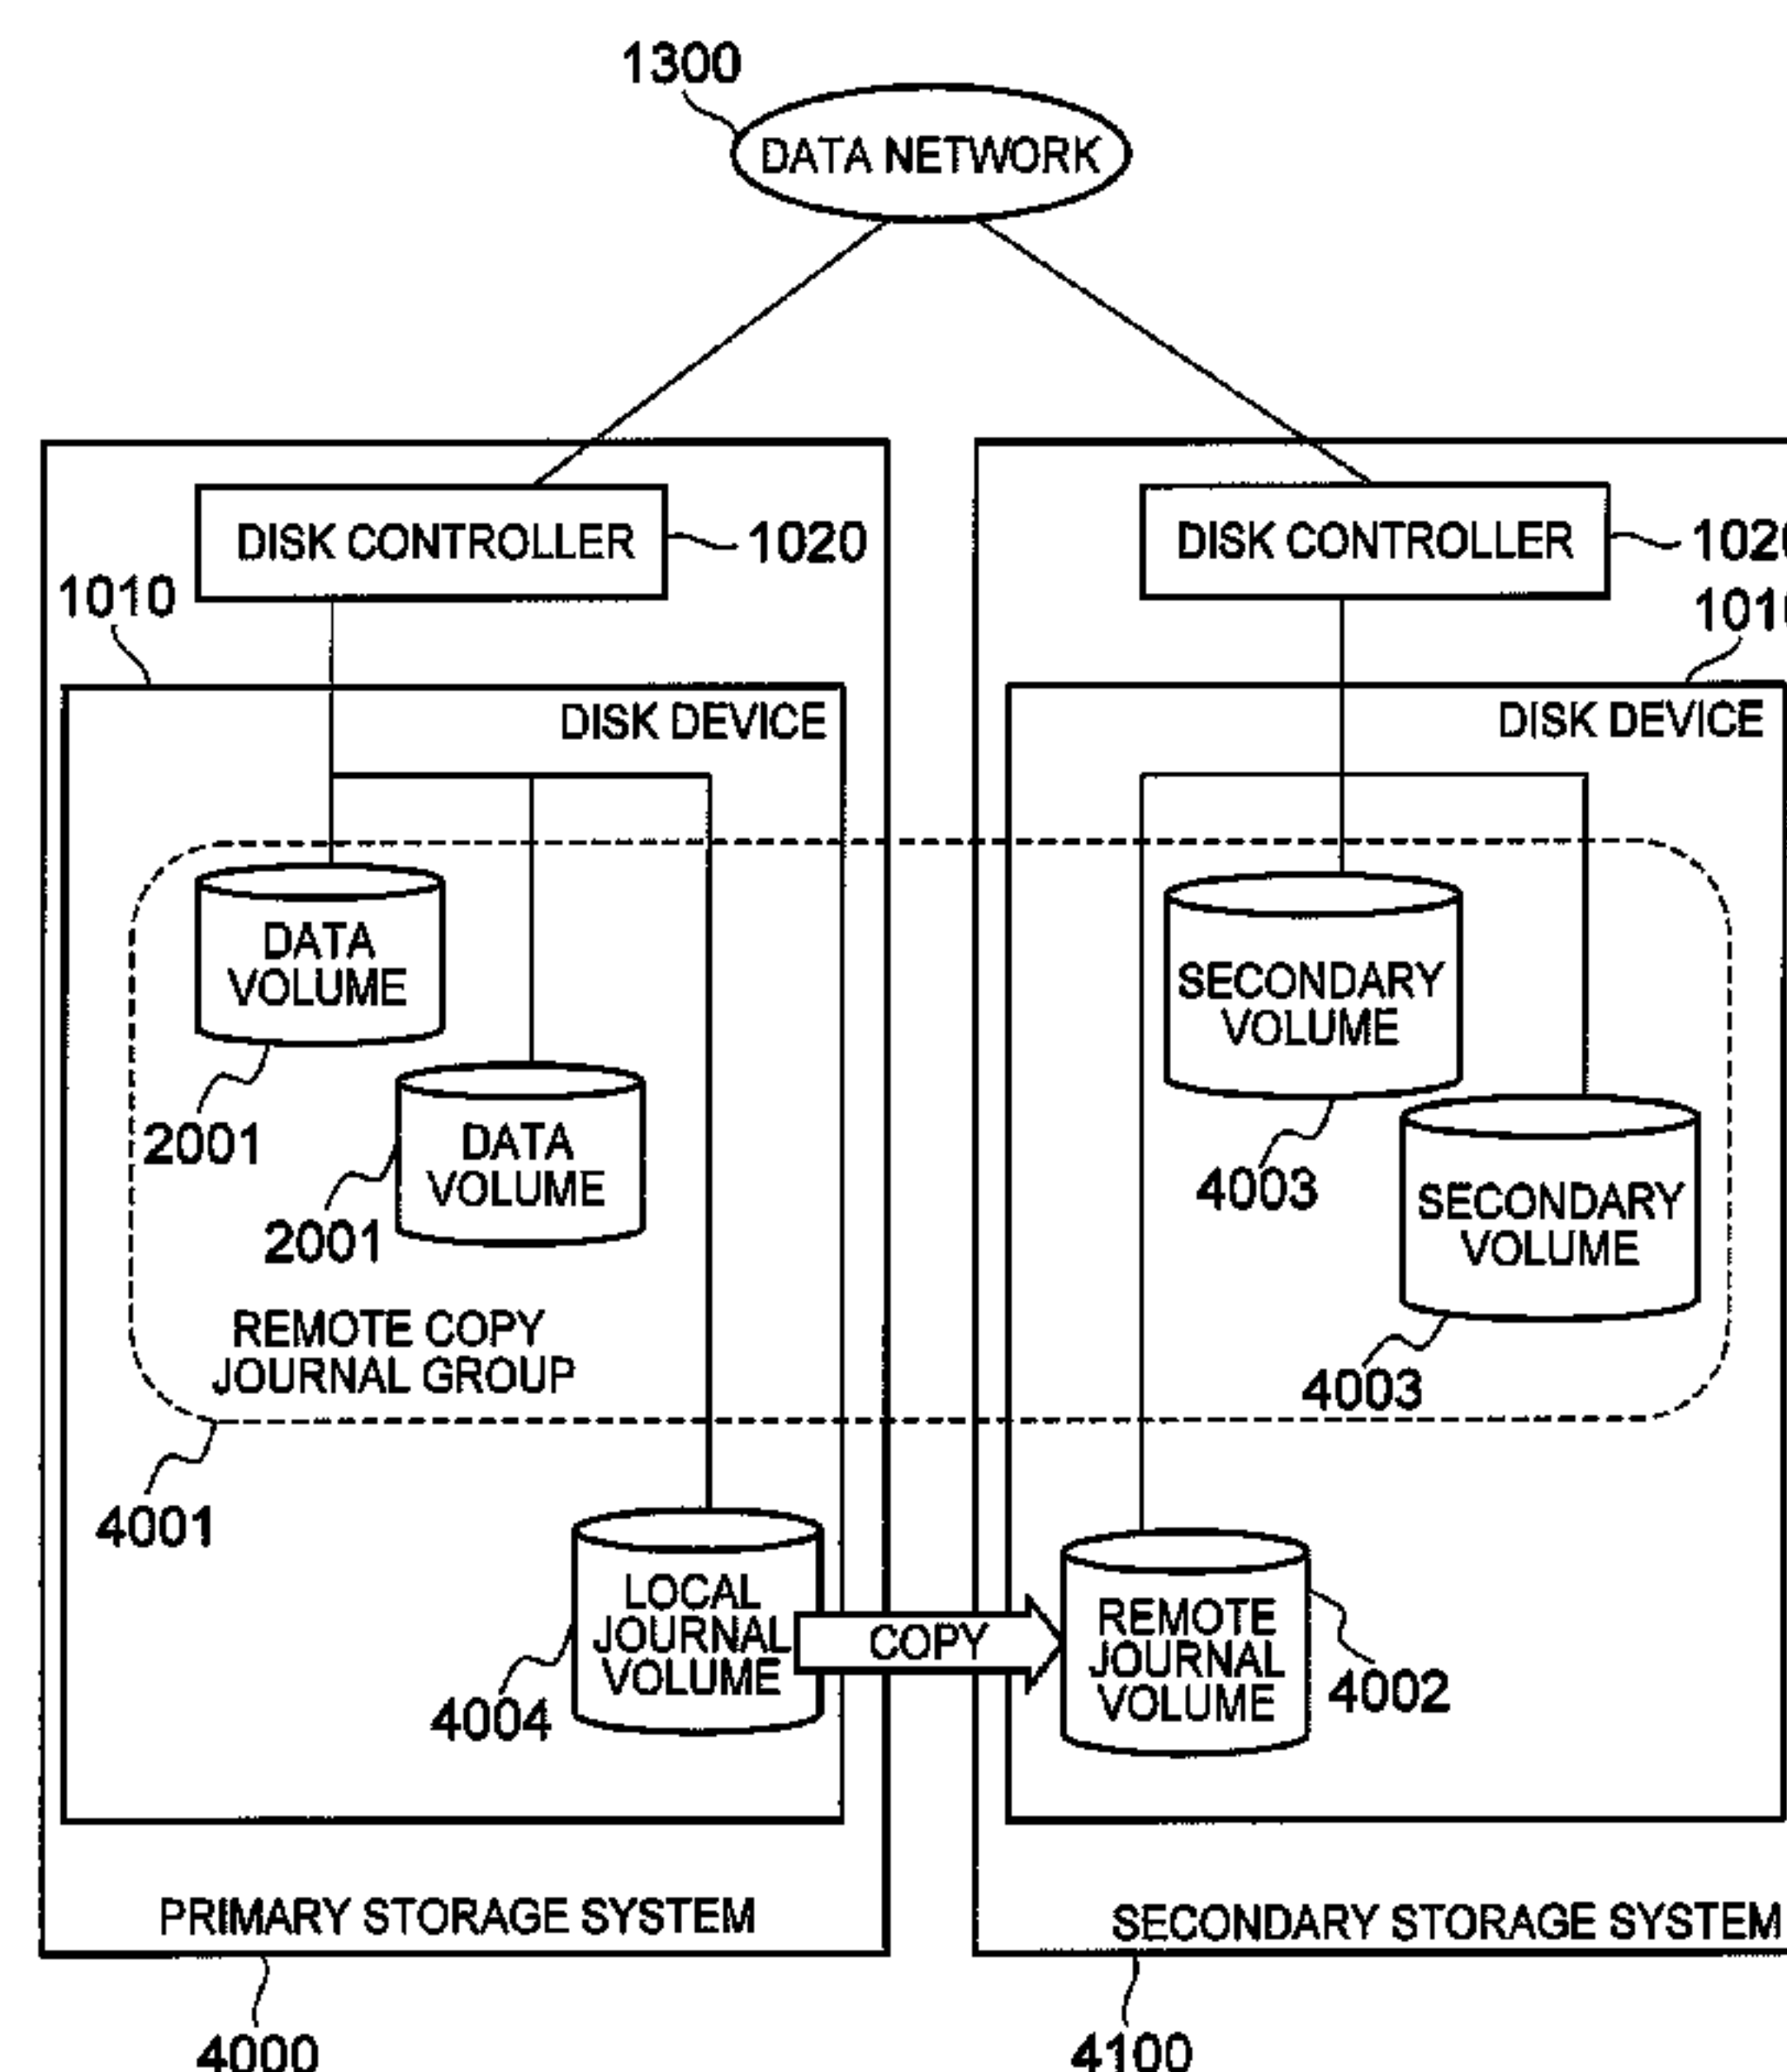 1300
DATA NETWORK
DISK CONTROLLER
1020
DISK CONTROLLER
1020
1010
1010
DISK DEVICE
DISK DEVICE
DATA
VOLUME
SECONDARY
VOLUME
2001
DATA
VOLUME
2001
4003
SECONDARY
VOLUME
4003
REMOTE COPY
JOURNAL GROUP
4001
LOCAL
JOURNAL
VOLUME
4004
COPY
REMOTE
JOURNAL
VOLUME
4002
PRIMARY STORAGE SYSTEM
SECONDARY STORAGE SYSTEM
4000
4100